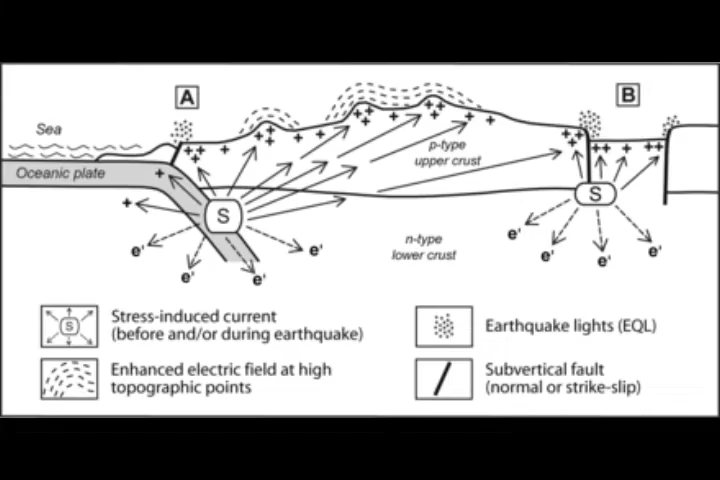 A
B
Sea
Oceanic plate
p-type
upper crust
S
S
n-type
lower crust
e'
e'
e'
e'
e'
e'
e'
e'
S
Stress-induced current
(before and/or during earthquake)
Earthquake lights (EQL)
Enhanced electric field at high
topographic points
Subvertical fault
(normal or strike-slip)